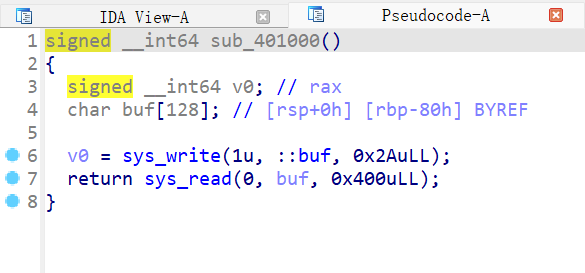 IDA View-A Pseudocode-A
1 signed __int64 sub_401000()
2 {
3 signed __int64 v0; // rax
4 char buf[128]; // [rsp+0h] [rbp-80h] BYREF
5
6 v0 = sys_write(1u, ::buf, 0x2AuLL);
7 return sys_read(0, buf, 0x400uLL);
8 }